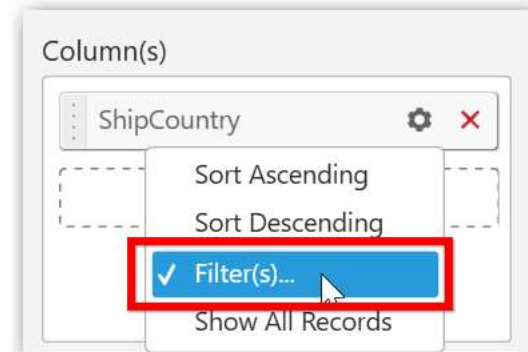 Column(s)
ShipCountry
Sort Ascending
Sort Descending
Filter(s)...
Show All Records